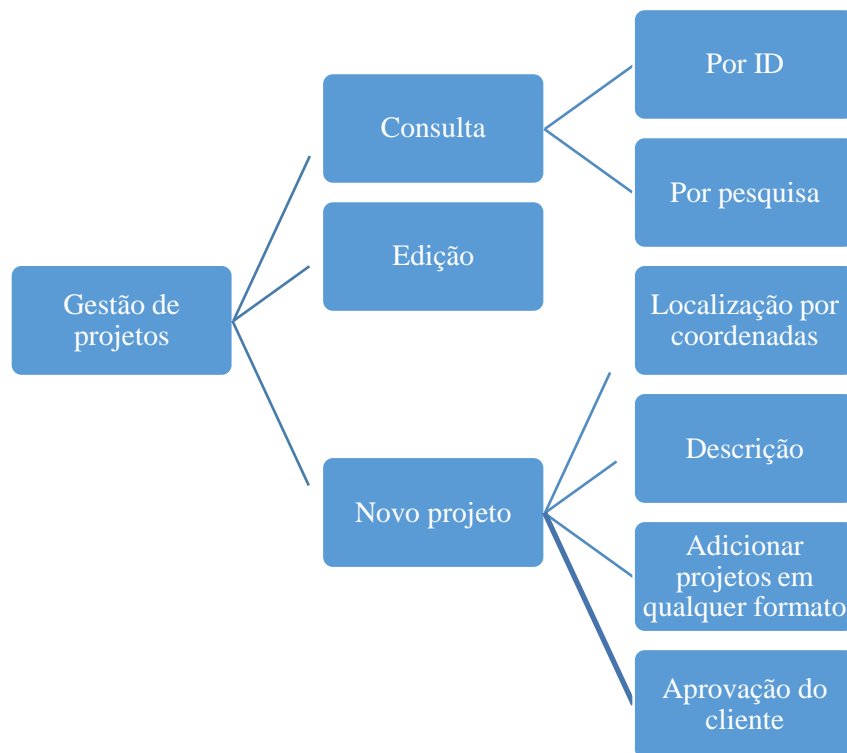 Gestão de
projetos
Consulta
Edição
Novo projeto
Por ID
Por pesquisa
Localização por
coordenadas
Descrição
Adicionar
projetos em
qualquer formato
Aprovação do
cliente